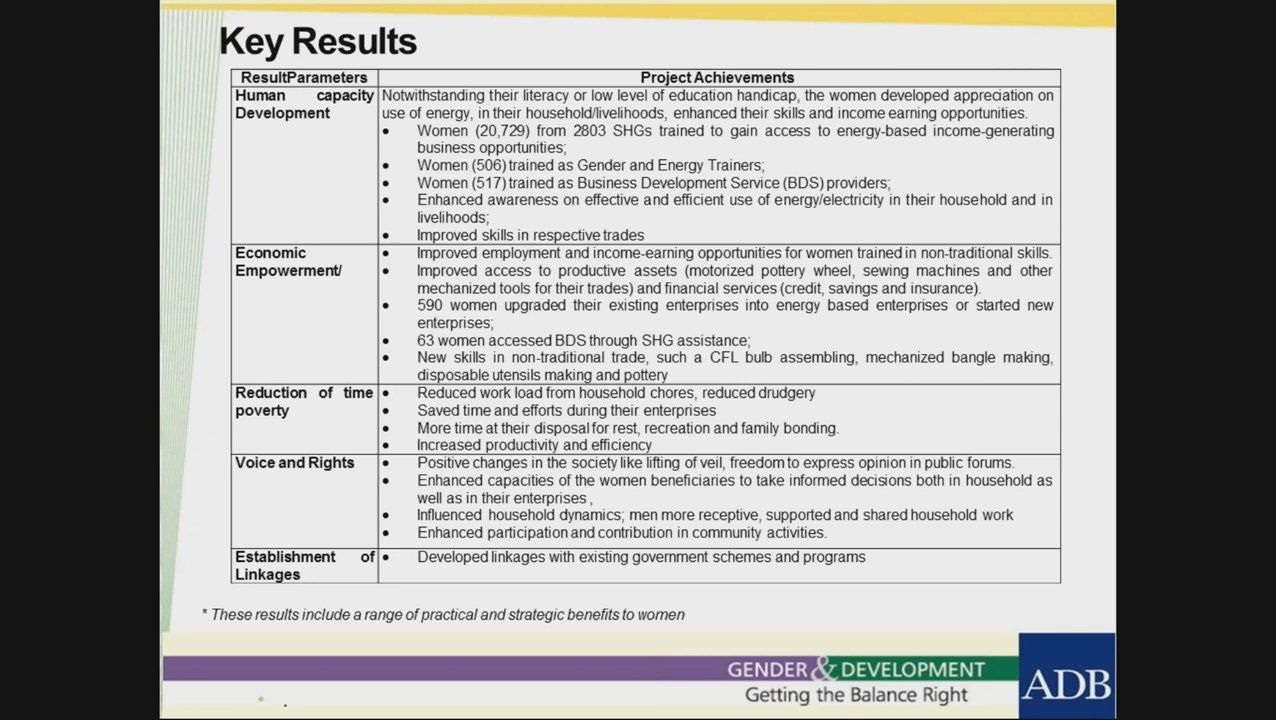 Key Results
ResultParameters Project Achievements
Human capacity Development
Notwithstanding their literacy or low level of education handicap, the women developed appreciation on
use of energy, in their household/livelihoods, enhanced their skills and income earning opportunities.
• Women (20,729) from 2803 SHGs trained to gain access to energy-based income-generating
business opportunities;
• Women (506) trained as Gender and Energy Trainers;
• Women (517) trained as Business Development Service (BDS) providers;
• Enhanced awareness on effective and efficient use of energy/electricity in their household and in
livelihoods;
• Improved skills in respective trades
Economic
Empowerment/
• Improved employment and income-earning opportunities for women trained in non-traditional skills.
• Improved access to productive assets (motorized pottery wheel, sewing machines and other
mechanized tools for their trades) and financial services (credit, savings and insurance).
• 590 women upgraded their existing enterprises into energy based enterprises or started new
enterprises;
• 63 women accessed BDS through SHG assistance;
• New skills in non-traditional trade, such a CFL bulb assembling, mechanized bangle making,
disposable utensils making and pottery
Reduction of time
poverty
• Reduced work load from household chores, reduced drudgery
• Saved time and efforts during their enterprises
• More time at their disposal for rest, recreation and family bonding.
• Increased productivity and efficiency
Voice and Rights
• Positive changes in the society like lifting of veil, freedom to express opinion in public forums.
• Enhanced capacities of the women beneficiaries to take informed decisions both in household as
well as in their enterprises ,
• Influenced household dynamics; men more receptive, supported and shared household work
• Enhanced participation and contribution in community activities.
Establishment of
Linkages
• Developed linkages with existing government schemes and programs
* These results include a range of practical and strategic benefits to women
GENDER & DEVELOPMENT
Getting the Balance Right
ADB